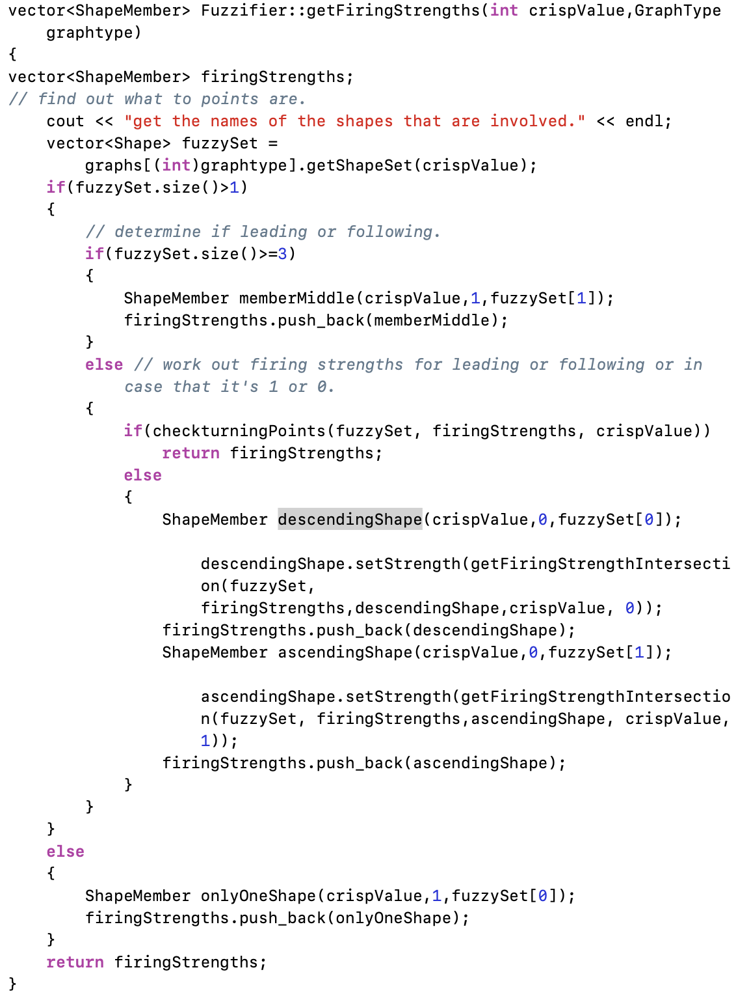 vector<ShapeMember> Fuzzifier::getFiringStrengths(int crispValue,GraphType
graphtype)
{
vector<ShapeMember> firingStrengths;
// find out what to points are.
cout << "get the names of the shapes that are involved." << endl;
vector<Shape> fuzzySet =
graphs[(int)graphtype].getShapeSet(crispValue);
if(fuzzySet.size()>1)
{
// determine if leading or following.
if(fuzzySet.size()>=3)
{
ShapeMember memberMiddle(crispValue,1,fuzzySet[1]);
firingStrengths.push_back(memberMiddle);
}
else // work out firing strengths for leading or following or in
case that it's 1 or 0.
{
if(checkturningPoints(fuzzySet, firingStrengths, crispValue))
return firingStrengths;
else
{
ShapeMember descendingShape(crispValue,0,fuzzySet[0]);
descendingShape.setStrength(getFiringStrengthIntersecti
on(fuzzySet,
firingStrengths,descendingShape,crispValue, 0));
firingStrengths.push_back(descendingShape);
ShapeMember ascendingShape(crispValue,0,fuzzySet[1]);
ascendingShape.setStrength(getFiringStrengthIntersectio
n(fuzzySet, firingStrengths,ascendingShape, crispValue,
1));
firingStrengths.push_back(ascendingShape);
}
}
}
else
{
ShapeMember onlyOneShape(crispValue,1,fuzzySet[0]);
firingStrengths.push_back(onlyOneShape);
}
return firingStrengths;
}